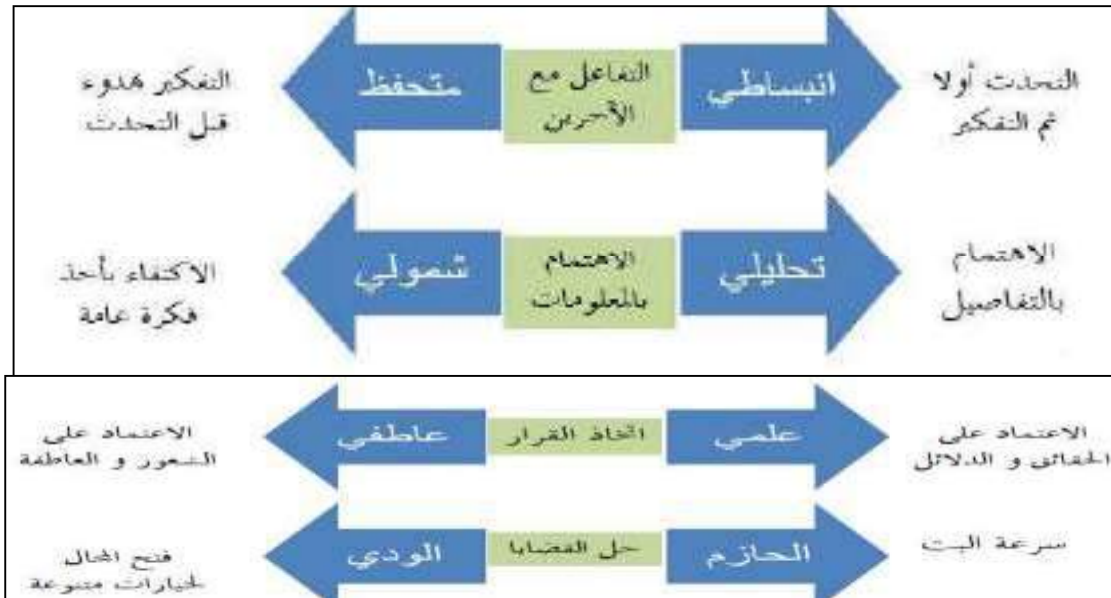 التحدث أولا
ثم التفكير
انبساطي
التفاعل مع
الآخرين
متحفظ
التفكير بهدوء
قبل التحدث
الاهتمام
بالتفاصيل
تحليلي
الاهتمام
بالمعلومات
شمولي
الاكتفاء بأخذ
فكرة عامة
الاعتماد على
الحقائق و الدلائل
علمي
اتخاذ القرار
عاطفي
الاعتماد على
الشعور و العاطفة
سرعة البت
الحازم
حل القضايا
الودي
فتح المجال
لخيارات متنوعة